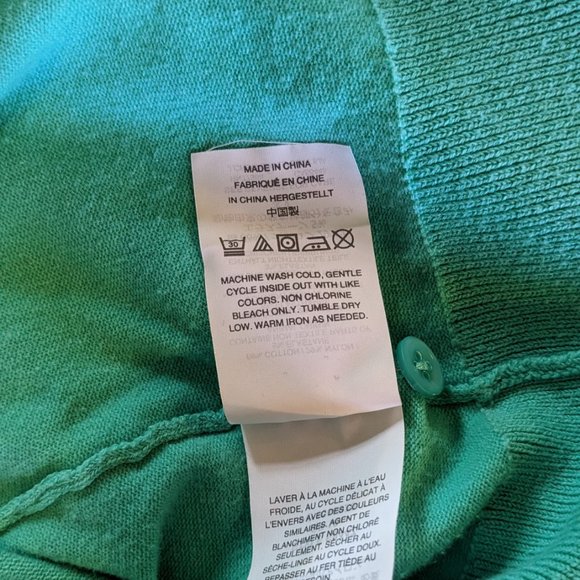 MADE IN CHINA
FABRIQUÉ EN CHINE
IN CHINA HERGESTELLT
中国製
30
MACHINE WASH COLD, GENTLE
CYCLE INSIDE OUT WITH LIKE
COLORS. NON CHLORINE
BLEACH ONLY. TUMBLE DRY
LOW. WARM IRON AS NEEDED.
LAVER À LA MACHINE À L'EAU
FROIDE, AU CYCLE DÉLICAT À
L'ENVERS AVEC DES COULEURS
SIMILAIRES. AGENT DE
BLANCHIMENT NON CHLORÉ
SEULEMENT. SÉCHER AU
SÈCHE-LINGE AU CYCLE DOUX.
REPASSER AU FER TIÈDE AU